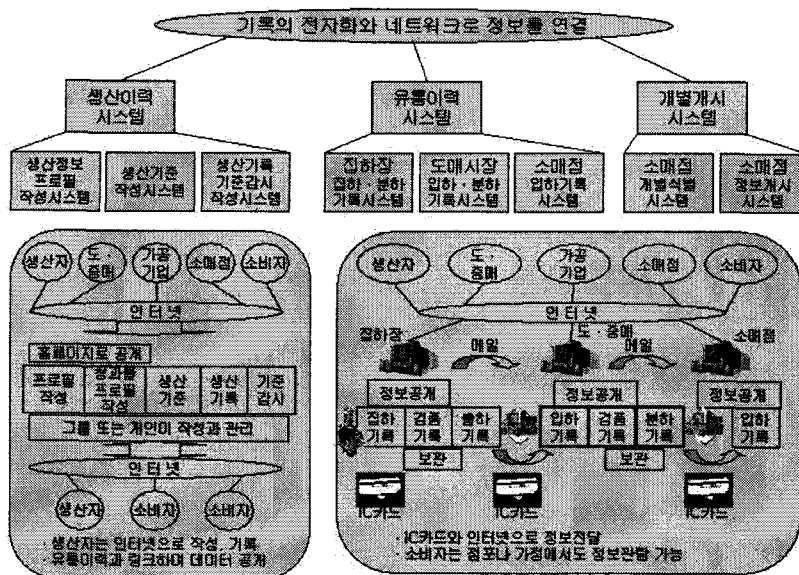 기록의 전자화와 네트워크로 정보를 연결
생산이력
시스템
유통이력
시스템
개별개시
시스템
생산정보
프로필
작성시스템
생산기준
작성시스템
생산기록
기준감시
작성시스템
집하장
집하·분하
기록시스템
도매시장
입하·분하
기록시스템
소매점
입하기록
시스템
소매점
개별식별
시스템
소매점
정보개시
시스템
생산자
도·
중매
가공
기업
소매점
소비자
인터넷
홈페이지로 공개
프로필
작성
청과물
프로필
작성
생산
기준
생산
기록
기준
감시
그룹 또는 개인이 작성과 관리
인터넷
생산자
소비자
소비자
· 생산자는 인터넷으로 작성, 기록
· 유통이력과 링크하며 데이터 공개
생산자
도·
중매
가공
기업
소매점
소비자
인터넷
집하장
메일
도·중매
메일
소매점
정보공개
정보공개
정보공개
집하
기록
검품
기록
출하
기록
입하
기록
검품
기록
분하
기록
입하
기록
보관
보관
IC카드
IC카드
IC카드
· IC카드와 인터넷으로 정보전달
· 소비자는 점포나 가정에서도 정보관람 가능